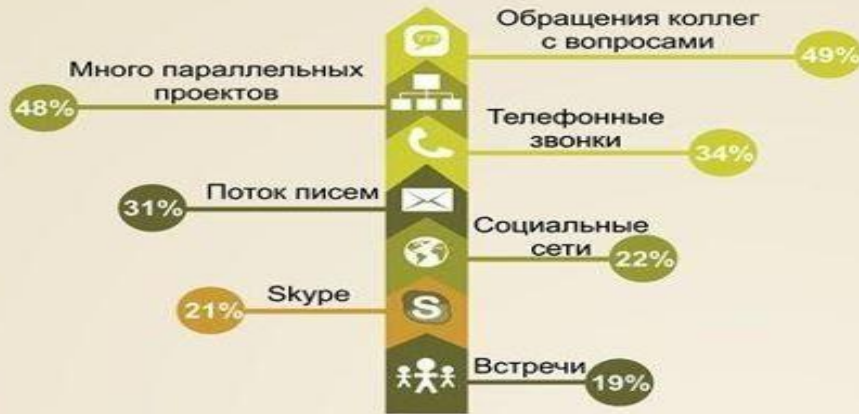 ???
Обращения коллег
с вопросами
49%
Много параллельных
проектов
48%
Телефонные
звонки
34%
Поток писем
31%
Социальные
сети
22%
Skype
21%
S
Встречи
19%